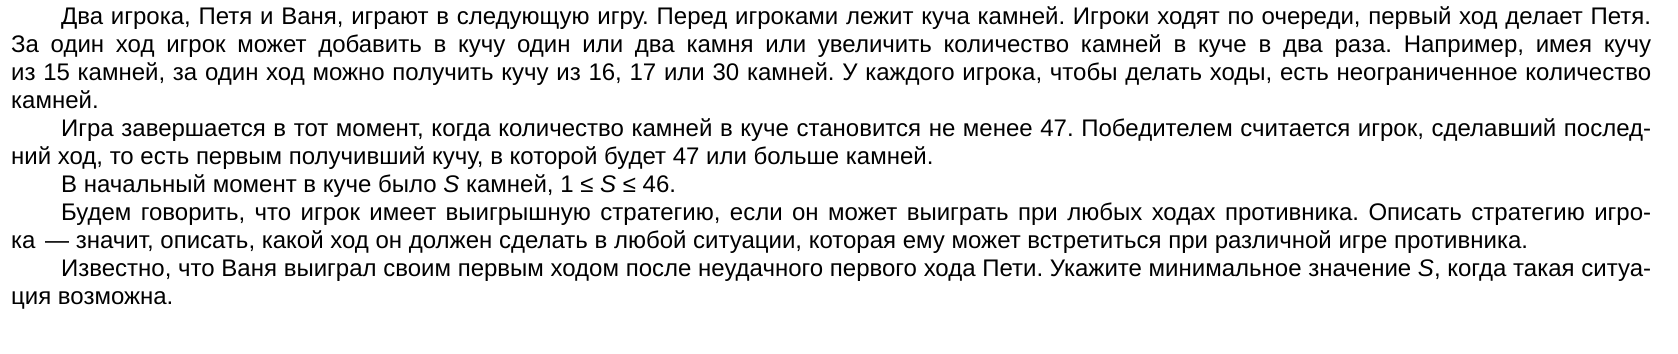 Два игрока, Петя и Ваня, играют в следующую игру. Перед игроками лежит куча камней. Игроки ходят по очереди, первый ход делает Петя.
За один ход игрок может добавить в кучу один или два камня или увеличить количество камней в куче в два раза. Например, имея кучу
из 15 камней, за один ход можно получить кучу из 16, 17 или 30 камней. У каждого игрока, чтобы делать ходы, есть неограниченное количество
камней.
Игра завершается в тот момент, когда количество камней в куче становится не менее 47. Победителем считается игрок, сделавший послед-
ний ход, то есть первым получивший кучу, в которой будет 47 или больше камней.
В начальный момент в куче было S камней, 1 ≤ S ≤ 46.
Будем говорить, что игрок имеет выигрышную стратегию, если он может выиграть при любых ходах противника. Описать стратегию игро-
ка — значит, описать, какой ход он должен сделать в любой ситуации, которая ему может встретиться при различной игре противника.
Известно, что Ваня выиграл своим первым ходом после неудачного первого хода Пети. Укажите минимальное значение S, когда такая ситуа-
ция возможна.